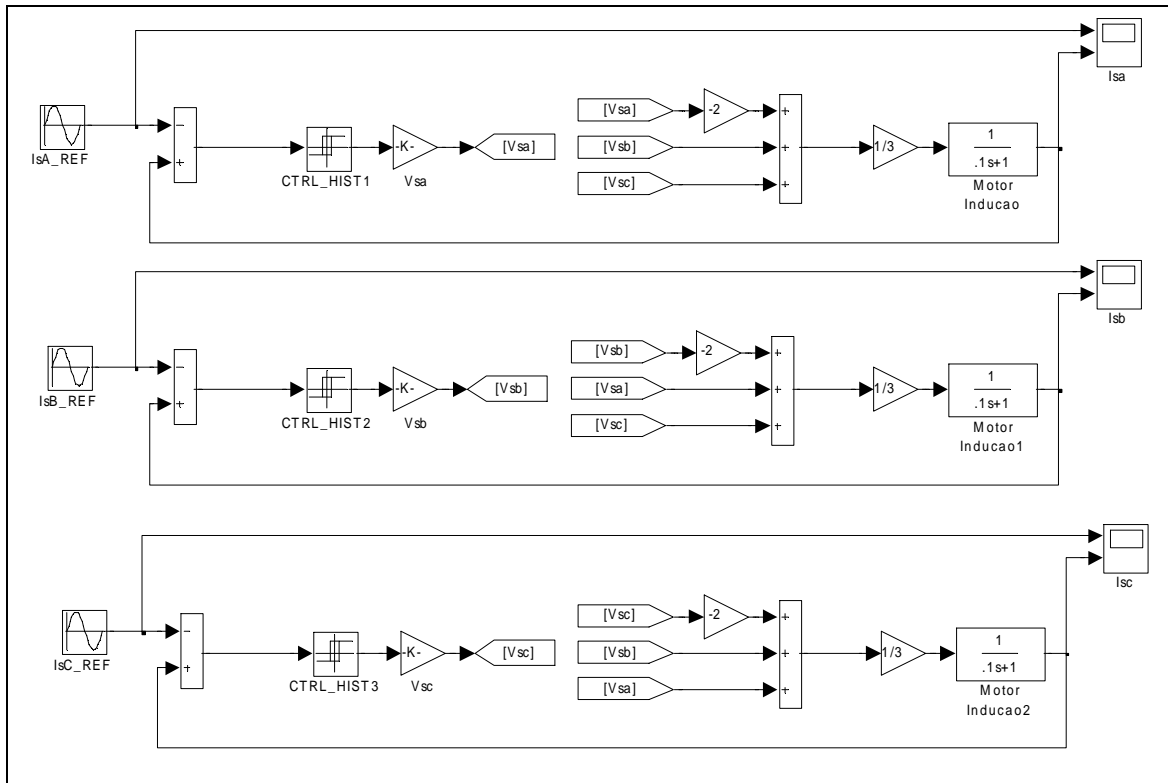 Isa
IsA_REF
−
+
CTRL_HIST1
-K-
Vsa
[Vsa]
[Vsa]
-2
[Vsb]
[Vsc]
+
+
+
1/3
1
.1s+1
Motor
Inducao
Isb
IsB_REF
−
+
CTRL_HIST2
-K-
Vsb
[Vsb]
[Vsb]
-2
[Vsa]
[Vsc]
+
+
+
1/3
1
.1s+1
Motor
Inducao1
Isc
IsC_REF
−
+
CTRL_HIST3
-K-
Vsc
[Vsc]
[Vsc]
-2
[Vsb]
[Vsa]
+
+
+
1/3
1
.1s+1
Motor
Inducao2